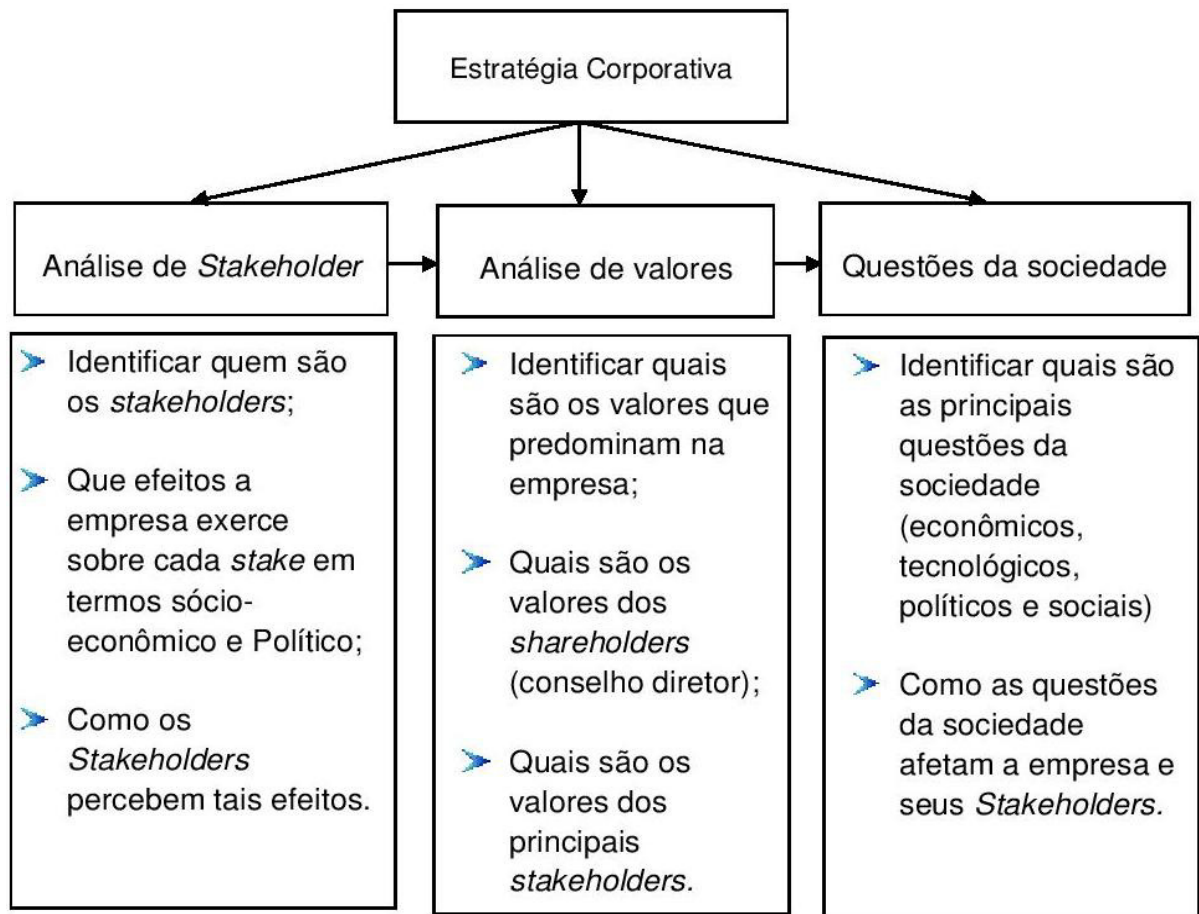 Estratégia Corporativa
Análise de Stakeholder
Análise de valores
Questões da sociedade
Identificar quem são
os stakeholders;
Que efeitos a
empresa exerce
sobre cada stake em
termos sócio-
econômico e Político;
Como os
Stakeholders
percebem tais efeitos.
Identificar quais
são os valores que
predominam na
empresa;
Quais são os
valores dos
shareholders
(conselho diretor);
Quais são os
valores dos
principais
stakeholders.
Identificar quais são
as principais
questões da
sociedade
(econômicos,
tecnológicos,
políticos e sociais)
Como as questões
da sociedade
afetam a empresa e
seus Stakeholders.